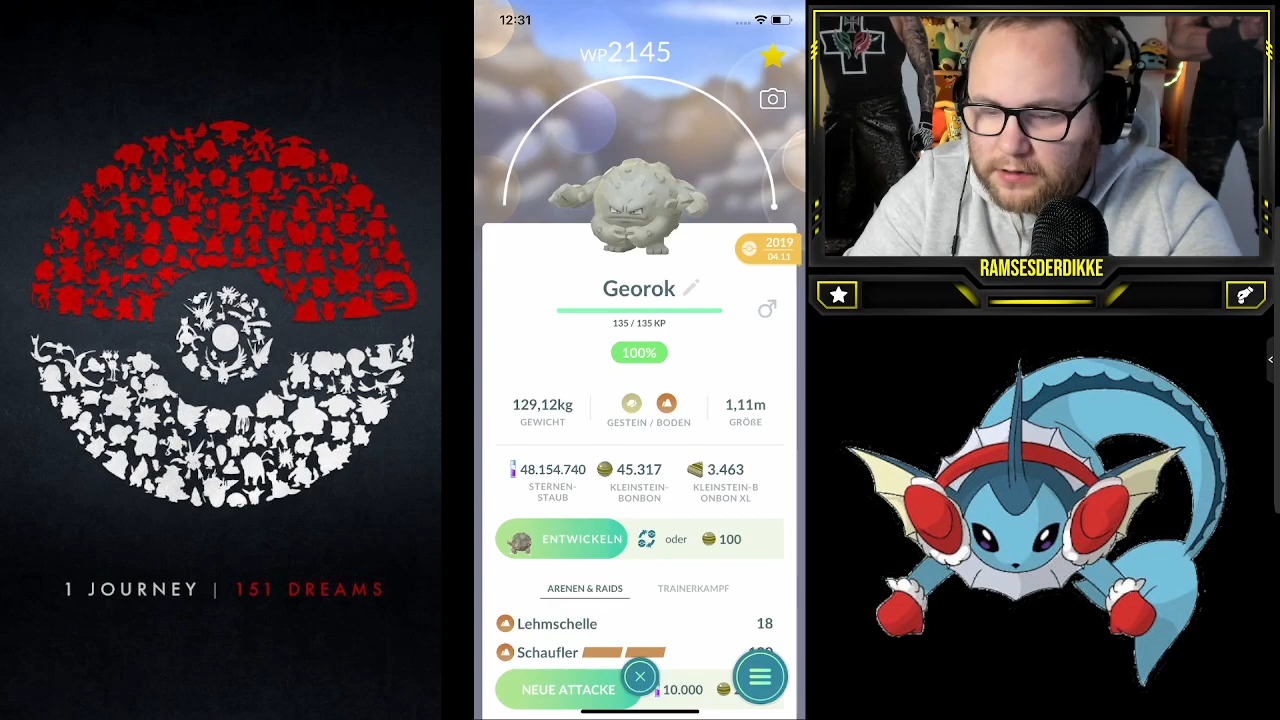 1 JOURNEY | 151 DREAMS
12:31
WP2145
2019
04.11
Georok
135 / 135 KP
100%
129,12kg
GEWICHT
GESTEIN / BODEN
1,11m
GRÖßE
48.154.740
STERNEN-
STAUB
45.317
KLEINSTEIN-
BONBON
3.463
KLEINSTEIN-B
ONBON XL
ENTWICKELN
oder
100
ARENEN & RAIDS
TRAINERKAMPF
Lehmschelle
18
Schaufler
NEUE ATTACKE
10.000
RAMSESDERDIKKE